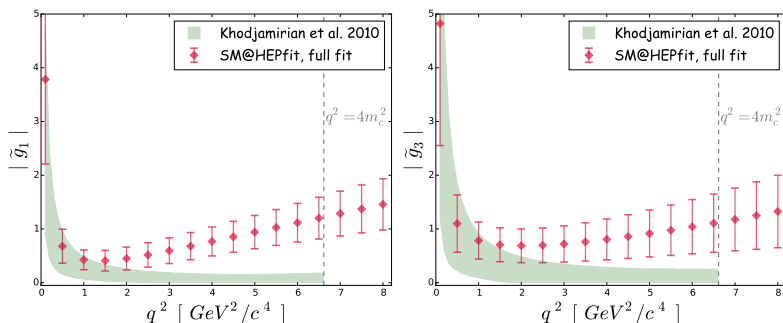 5
4
3
2
1
0
| g̃₁ |
Khodjamirian et al. 2010
SM@HEPfit, full fit
q² = 4m_c²
0 1 2 3 4 5 6 7 8
q² [ GeV²/c⁴ ]
5
4
3
2
1
0
| g̃₃ |
Khodjamirian et al. 2010
SM@HEPfit, full fit
q² = 4m_c²
0 1 2 3 4 5 6 7 8
q² [ GeV²/c⁴ ]